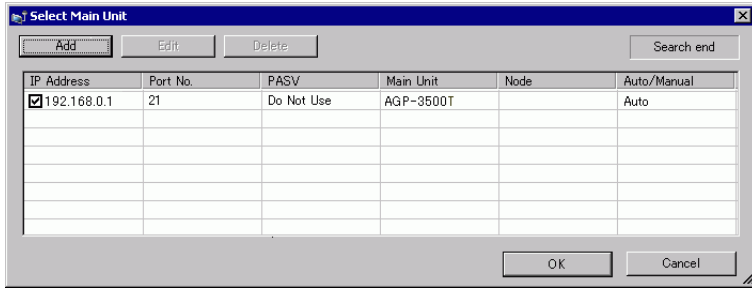 Select Main Unit
Add Edit Delete Search end
IP Address Port No. PASV Main Unit Node Auto/Manual
192.168.0.1 21 Do Not Use AGP-3500T Auto
OK Cancel